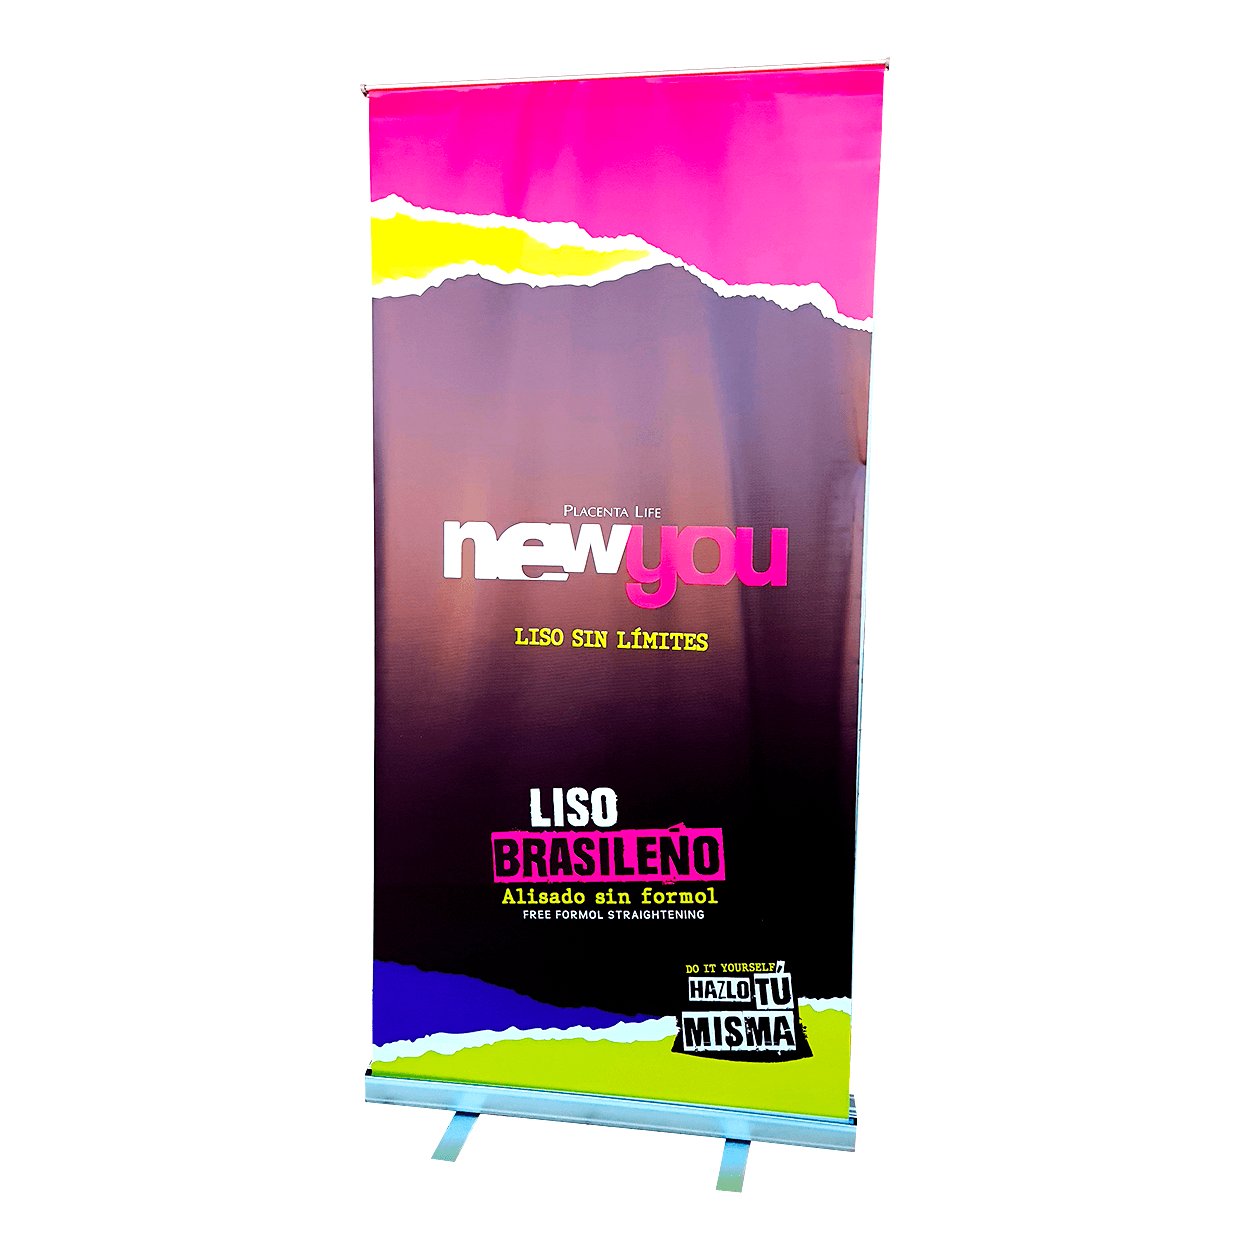 PLACENTA LIFE
newyou
LISO SIN LÍMITES
LISO
BRASILEÑO
Alisado sin formol
FREE FORMOL STRAIGHTENING
DO IT YOURSELF
HAZLO TÚ
MISMA